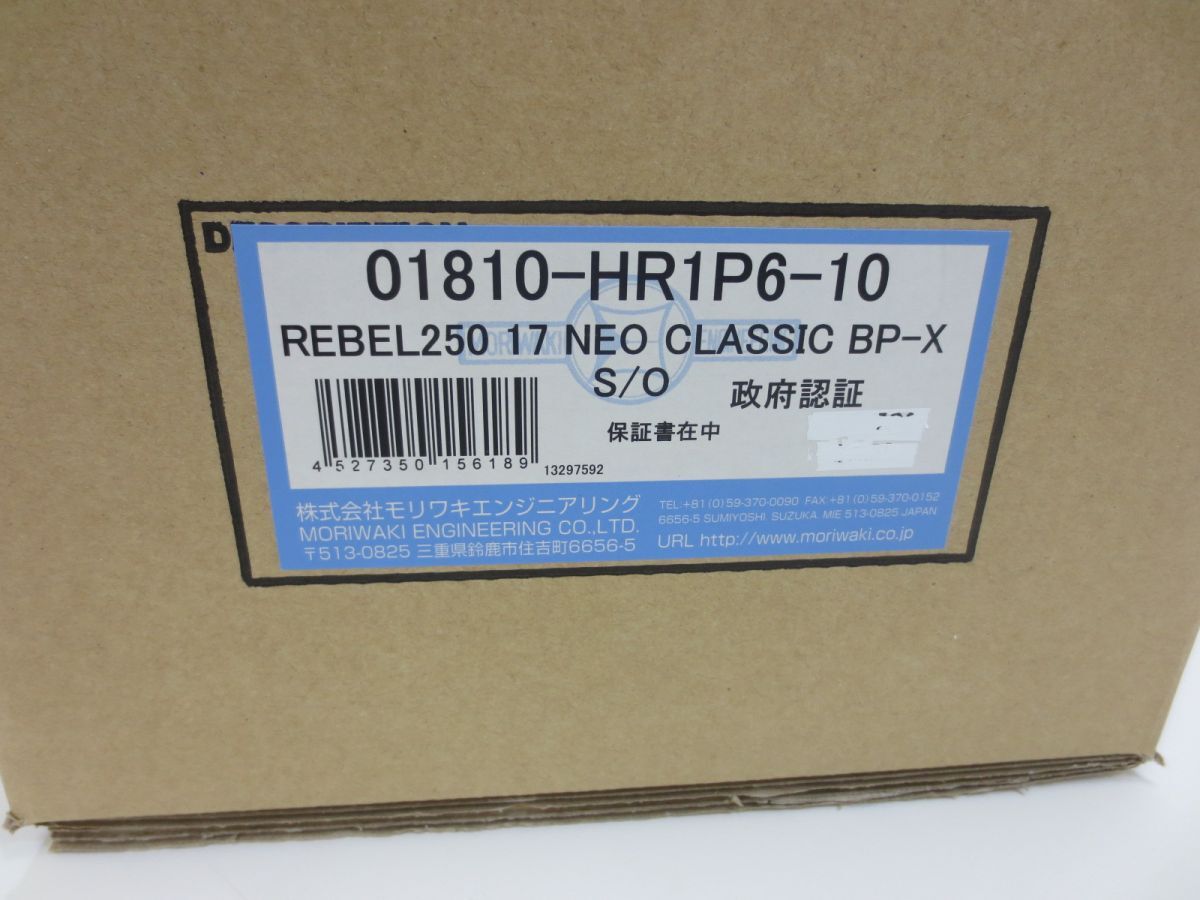 01810-HR1P6-10
MORIWAKI ENGINEERING
REBEL250 17 NEO CLASSIC BP-X
S/O 政府認証
保証書在中
4 527350 156189 13297592
株式会社モリワキエンジニアリング
MORIWAKI ENGINEERING CO.,LTD.
〒513-0825 三重県鈴鹿市住吉町6656-5
TEL:+81(0)59-370-0090 FAX:+81(0)59-370-0152
6656-5 SUMIYOSHI. SUZUKA. MIE 513-0825 JAPAN
URL http://www.moriwaki.co.jp